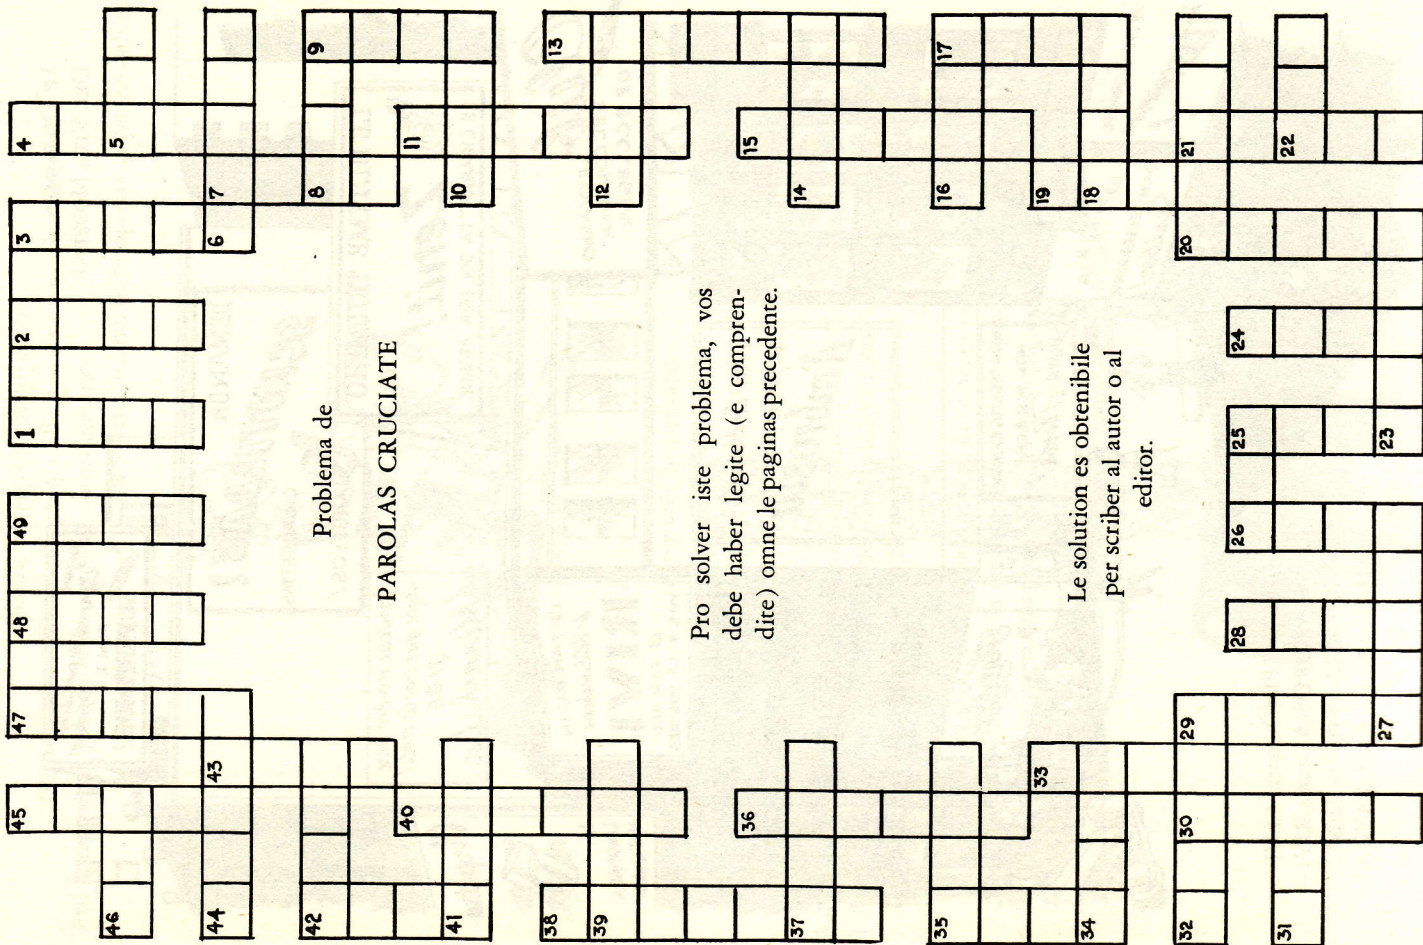 45 47 48 49 1 2 3 4
46 5
44 43 6 7
42 8 9
Problema de
PAROLAS CRUCIATE
40 11
41 10
38 13
39 12
Pro solver iste problema, vos
debe haber legite (e compren-
dite) omne le paginas precedente.
36 15
37 14
35 16 17
33 19
34 18
Le solution es obtenibile
per scriber al autor o al
editor.
32 30 29 20 21
28 26 25 24
31 22
27 23